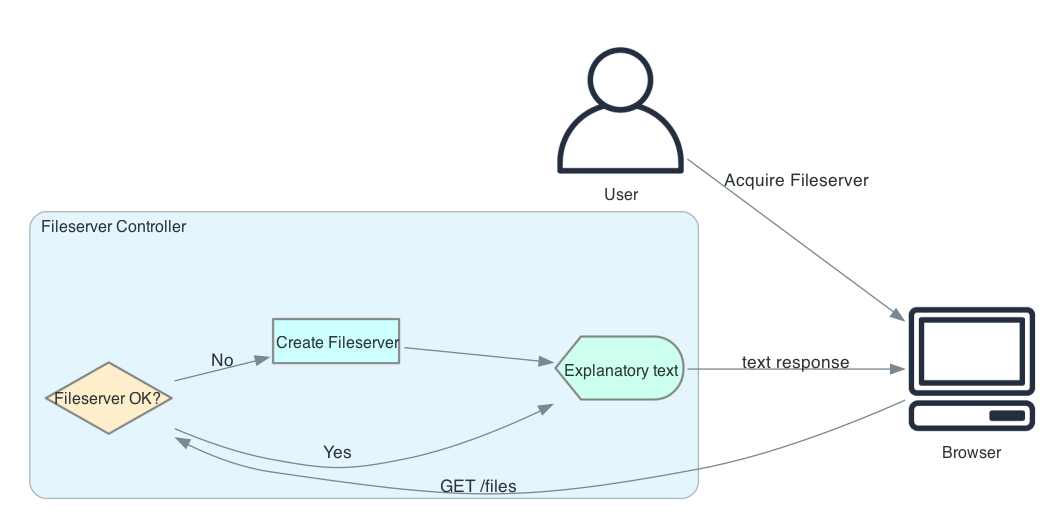 Acquire Fileserver
User
Fileserver Controller
Create Fileserver
No
text response
Explanatory text
Fileserver OK?
Yes
Browser
GET /files